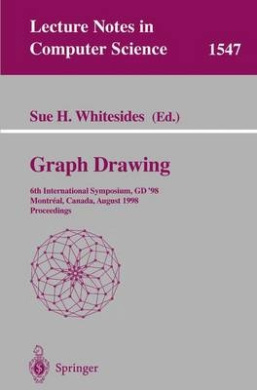 Lecture Notes in
Computer Science 1547
Sue H. Whitesides (Ed.)
Graph Drawing
6th International Symposium, GD '98
Montréal, Canada, August 1998
Proceedings
Springer